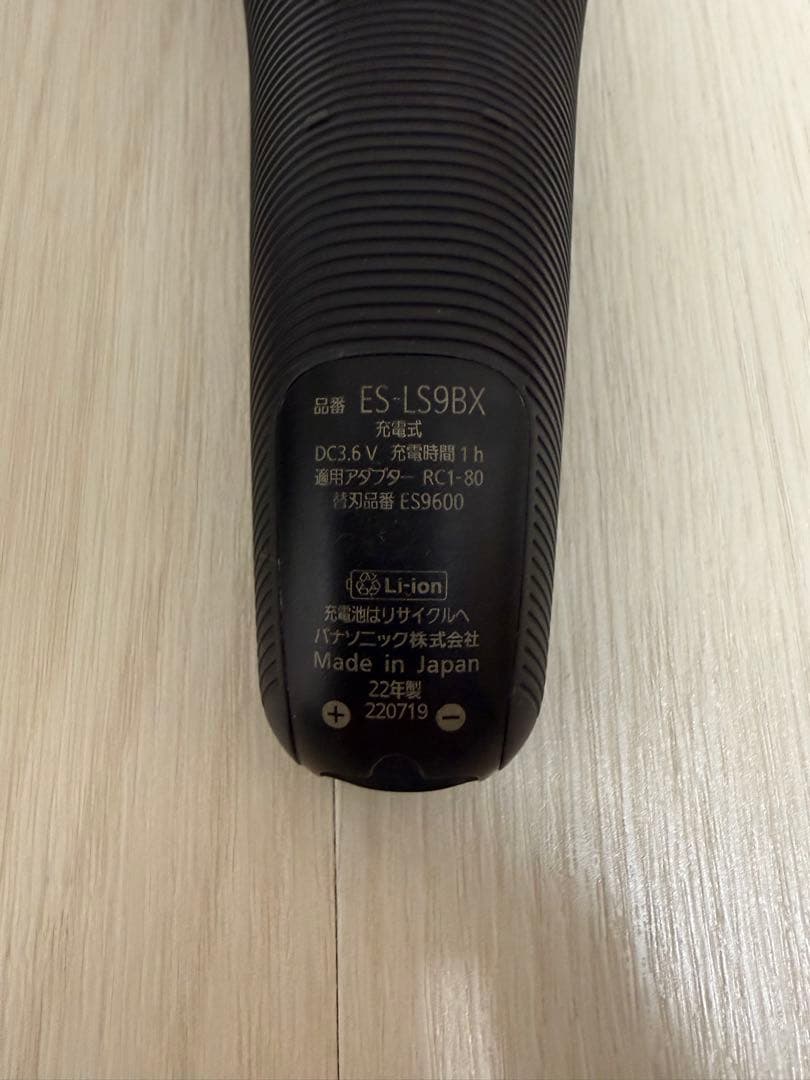 品番 ES-LS9BX
充電式
DC3.6 V 充電時間 1 h
適用アダプター RC1-80
替刃品番 ES9600
Li-ion
充電池はリサイクルへ
パナソニック株式会社
Made in Japan
22年製
+ 220719 −